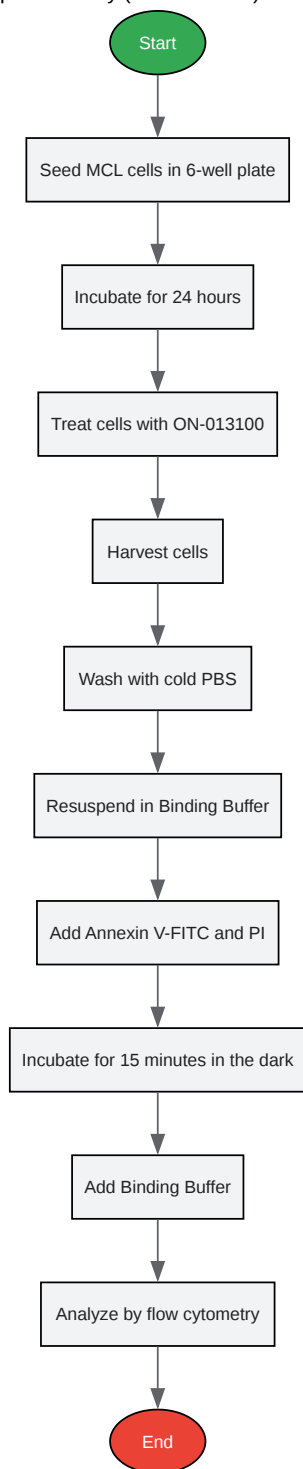 Start
Seed MCL cells in 6-well plate
Incubate for 24 hours
Treat cells with ON-013100
Harvest cells
Wash with cold PBS
Resuspend in Binding Buffer
Add Annexin V-FITC and PI
Incubate for 15 minutes in the dark
Add Binding Buffer
Analyze by flow cytometry
End